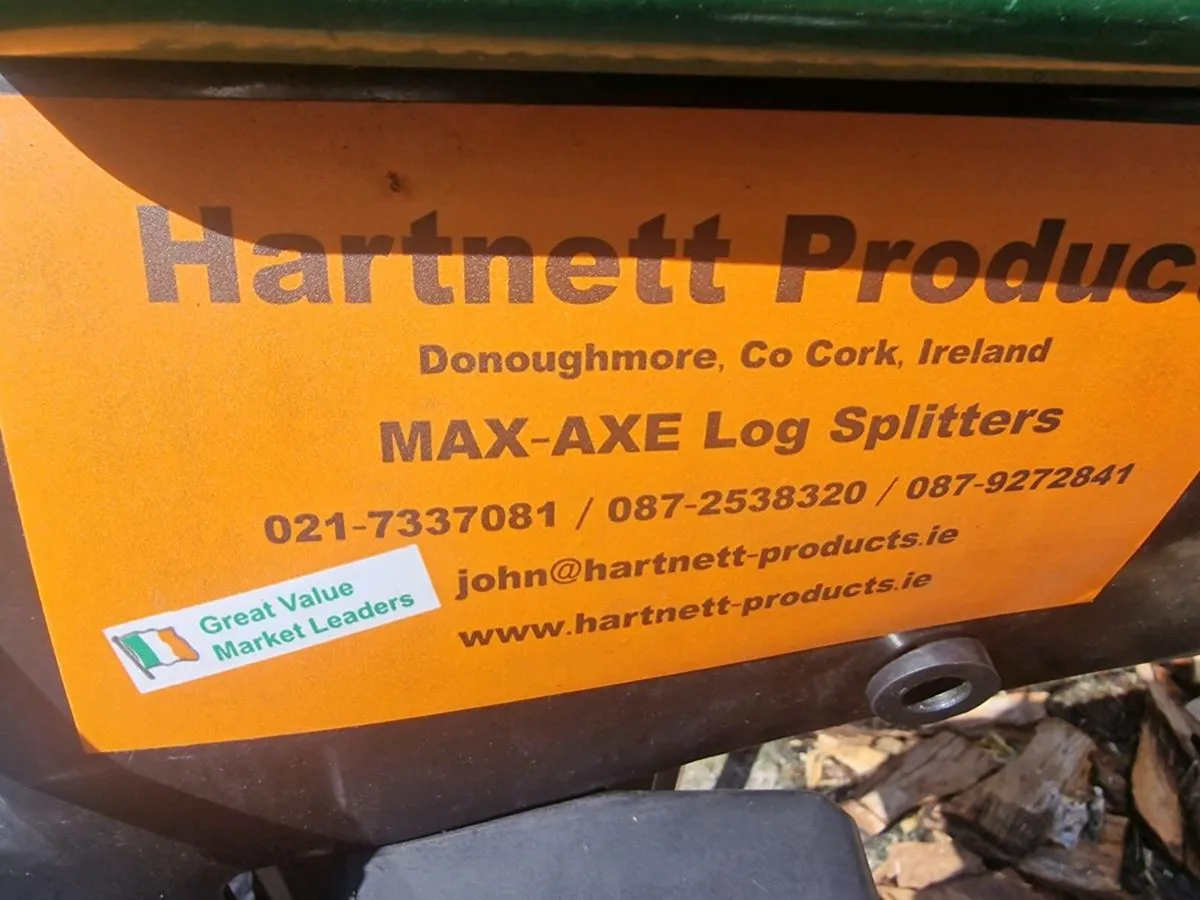 Hartnett Produc
Donoughmore, Co Cork, Ireland
MAX-AXE Log Splitters
021-7337081 / 087-2538320 / 087-9272841
john@hartnett-products.ie
www.hartnett-products.ie
Great Value
Market Leaders